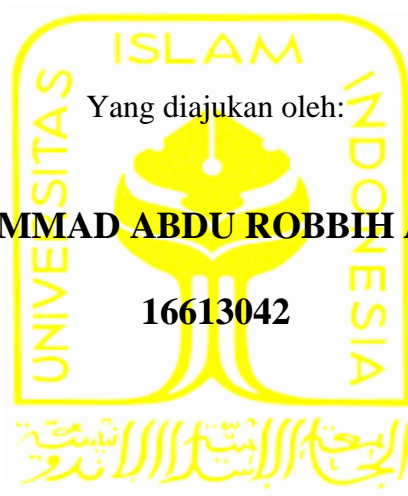 ISLAM
UNIVERSITAS
INDONESIA
Yang diajukan oleh:
MMAD ABDU ROBBIH A
16613042